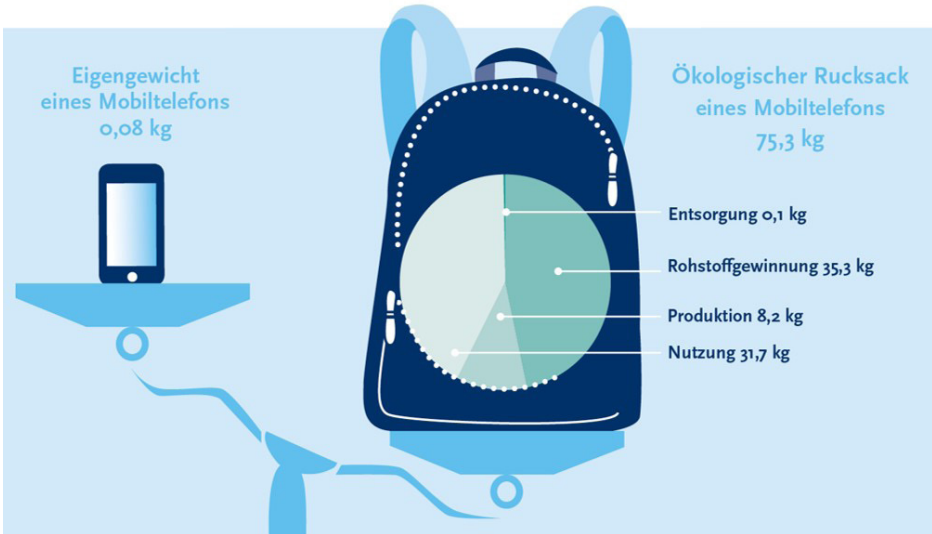 Eigengewicht
eines Mobiltelefons
0,08 kg
Ökologischer Rucksack
eines Mobiltelefons
75,3 kg
Entsorgung 0,1 kg
Rohstoffgewinnung 35,3 kg
Produktion 8,2 kg
Nutzung 31,7 kg